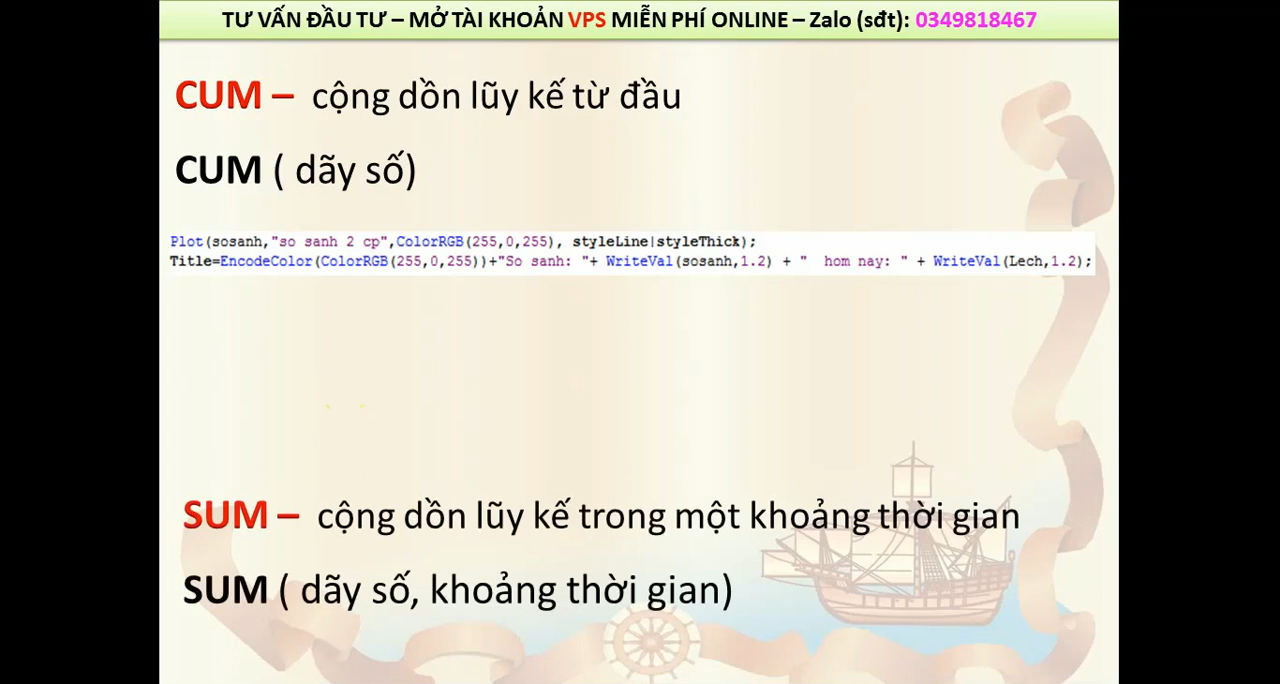 TƯ VẤN ĐẦU TƯ – MỞ TÀI KHOẢN VPS MIỄN PHÍ ONLINE – Zalo (sđt): 0349818467
CUM – cộng dồn lũy kế từ đầu
CUM ( dãy số)
Plot(sosanh,"so sanh 2 cp",ColorRGB(255,0,255), styleLine|styleThick);
Title=EncodeColor(ColorRGB(255,0,255))+"So sanh: "+ WriteVal(sosanh,1.2) + "  hom nay: " + WriteVal(Lech,1.2);
SUM – cộng dồn lũy kế trong một khoảng thời gian
SUM ( dãy số, khoảng thời gian)